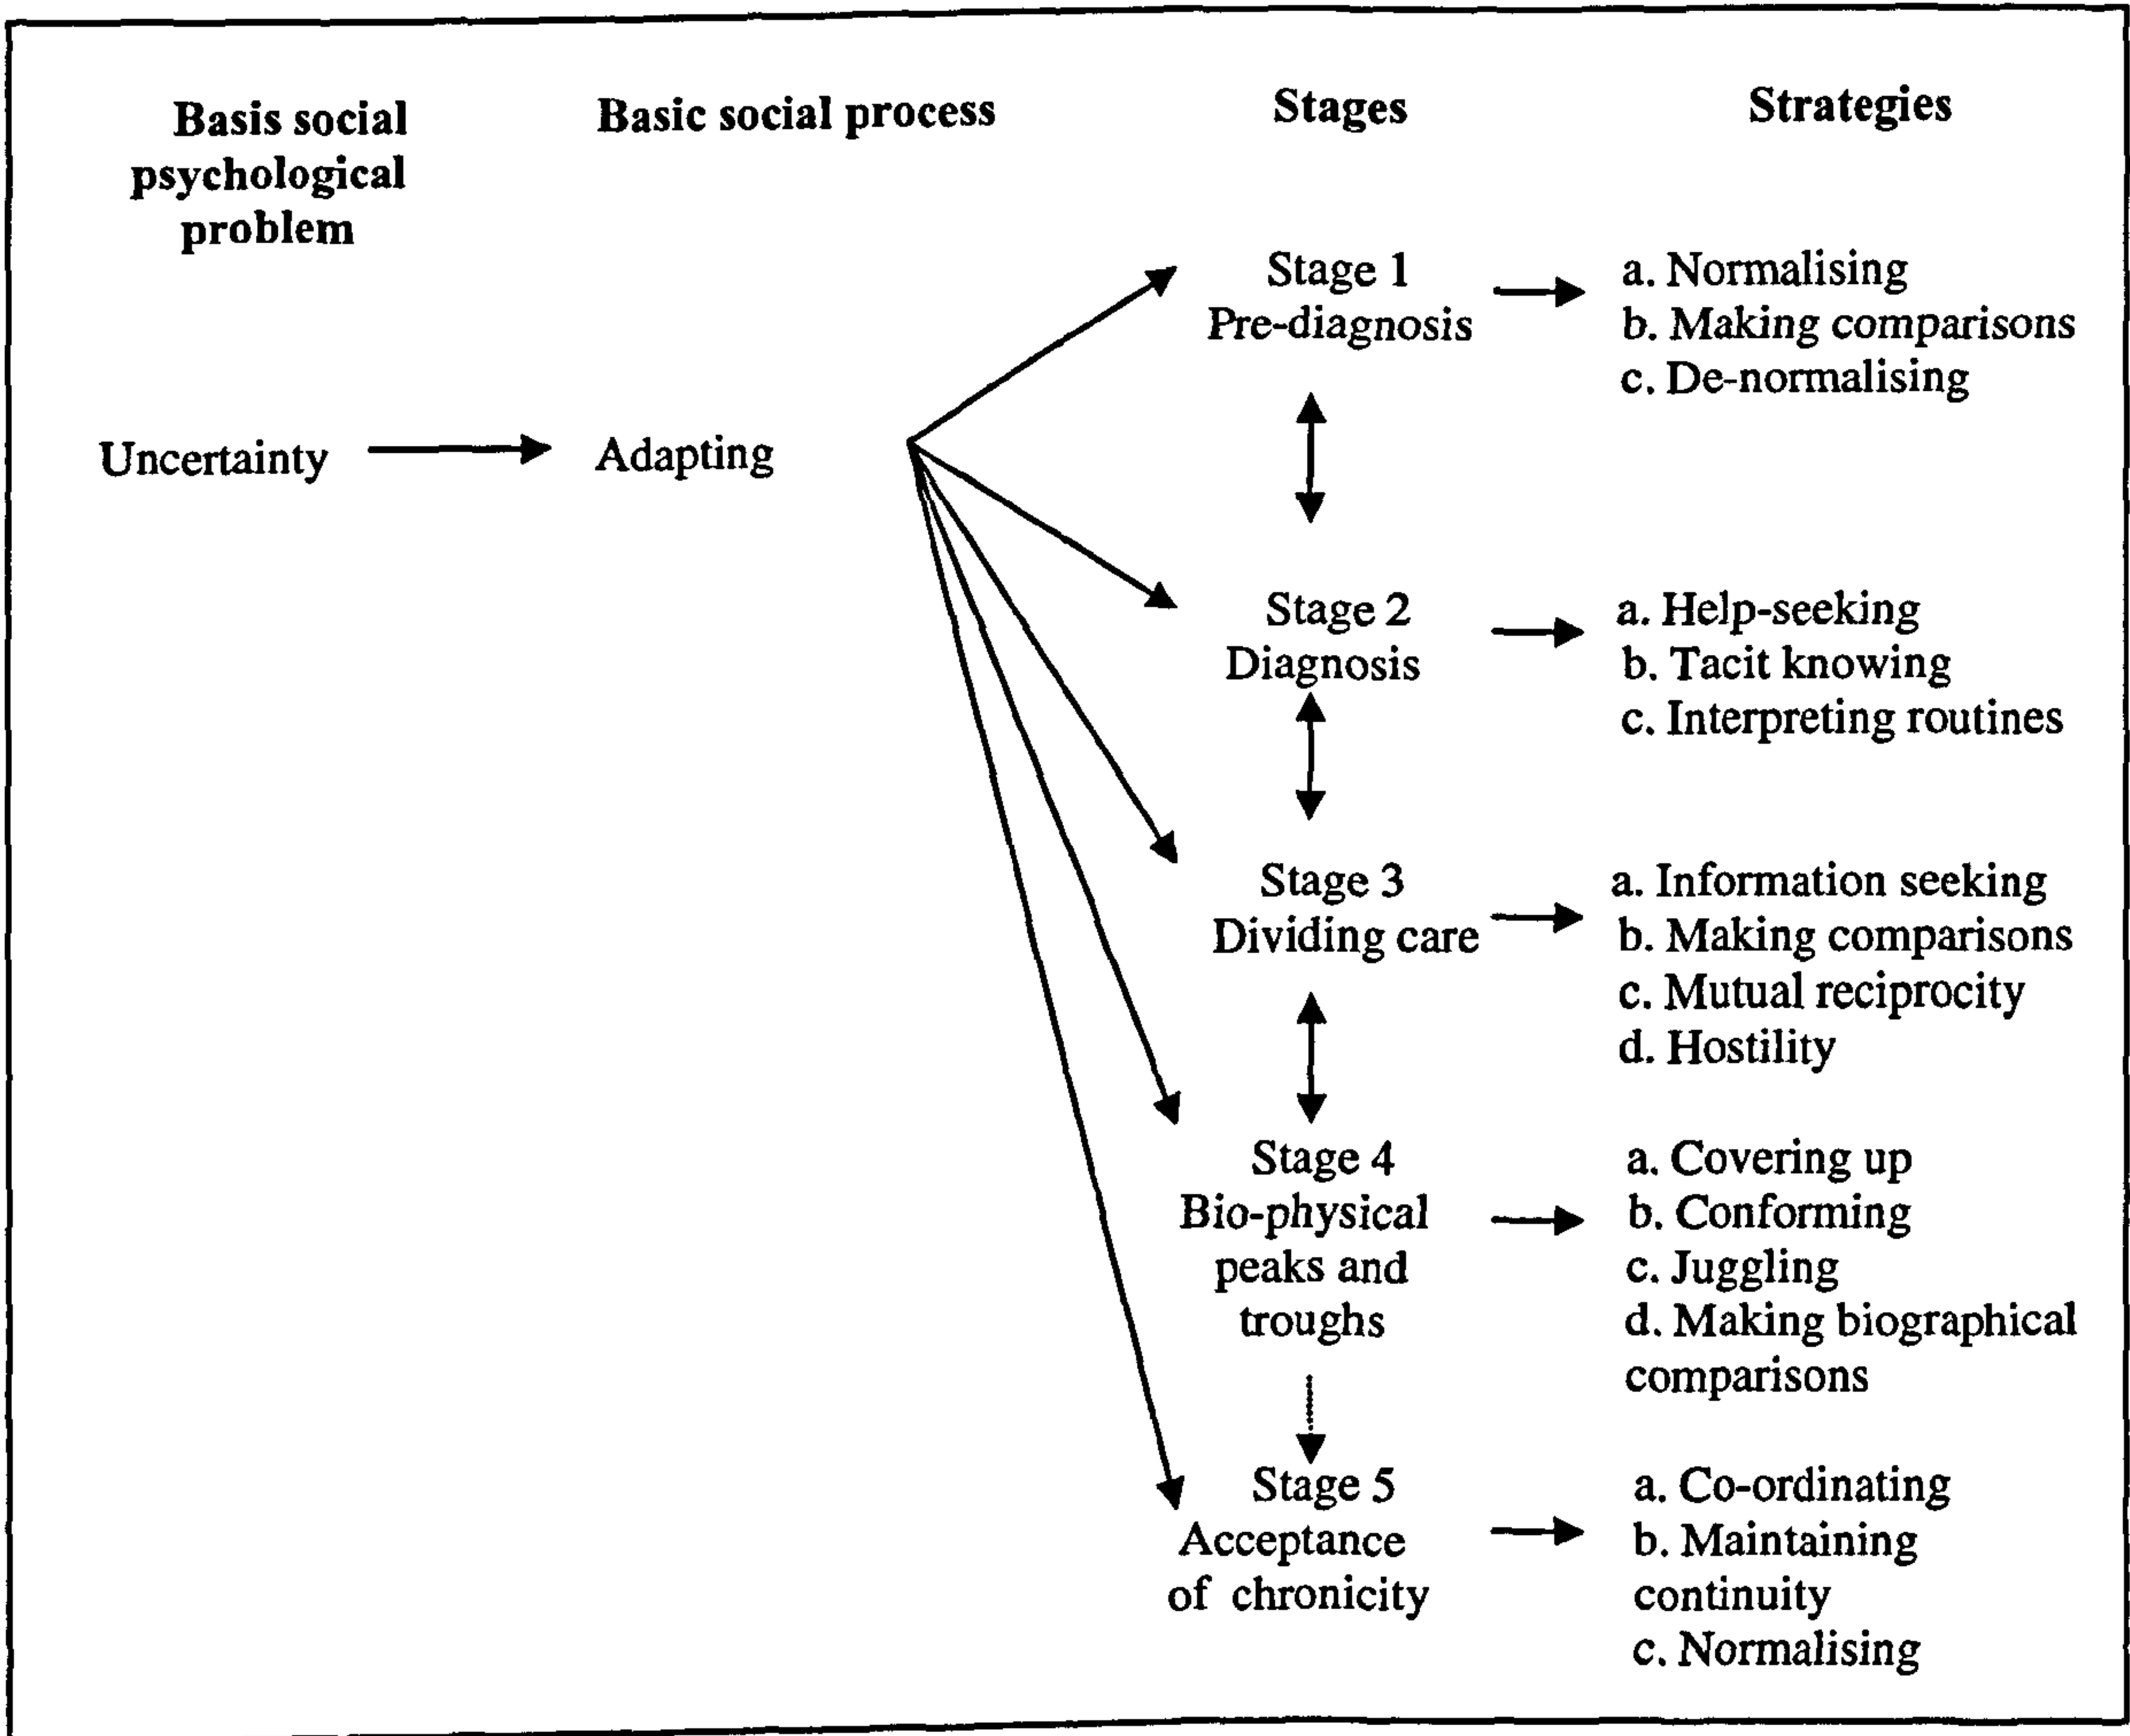 Basis social
psychological
problem
Basic social process
Stages
Strategies
Uncertainty
Adapting
Stage 1
Pre-diagnosis
a. Normalising
b. Making comparisons
c. De-normalising
Stage 2
Diagnosis
a. Help-seeking
b. Tacit knowing
c. Interpreting routines
Stage 3
Dividing care
a. Information seeking
b. Making comparisons
c. Mutual reciprocity
d. Hostility
Stage 4
Bio-physical
peaks and
troughs
a. Covering up
b. Conforming
c. Juggling
d. Making biographical
comparisons
Stage 5
Acceptance
of chronicity
a. Co-ordinating
b. Maintaining
continuity
c. Normalising